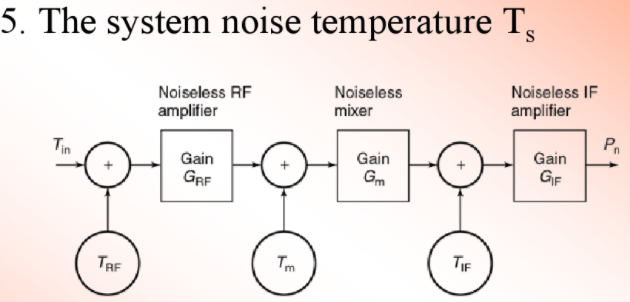 5. The system noise temperature Ts
Noiseless RF
amplifier
Noiseless
mixer
Noiseless IF
amplifier
Tin
+
Gain
GRF
+
Gain
Gm
+
Gain
GIF
Pn
TRF
Tm
TIF